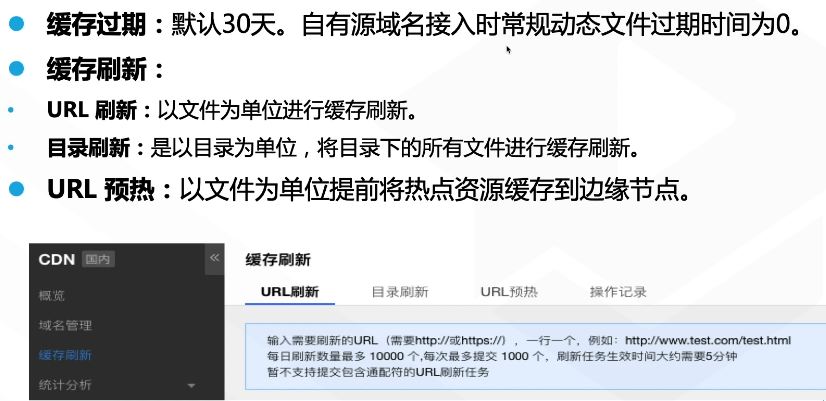 缓存过期：默认30天。自有源域名接入时常规动态文件过期时间为0。
缓存刷新：
URL 刷新：以文件为单位进行缓存刷新。
目录刷新：是以目录为单位，将目录下的所有文件进行缓存刷新。
URL 预热：以文件为单位提前将热点资源缓存到边缘节点。
CDN 国内 «
概览
域名管理
缓存刷新
统计分析
缓存刷新
URL刷新 目录刷新 URL预热 操作记录
输入需要刷新的URL（需要http://或https://），一行一个，例如：http://www.test.com/test.html
每日刷新数量最多 10000 个,每次最多提交 1000 个，刷新任务生效时间大约需要5分钟
暂不支持提交包含通配符的URL刷新任务